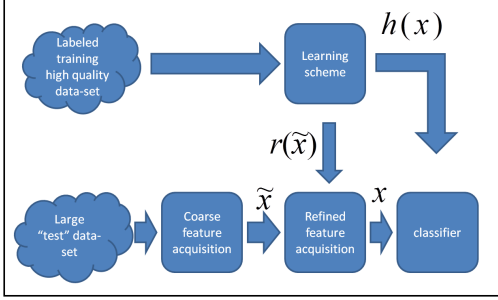 Labeled
training
high quality
data-set
Learning
scheme
h(x)
r(x̃)
Large
“test” data-
set
Coarse
feature
acquisition
x̃
Refined
feature
acquisition
x
classifier